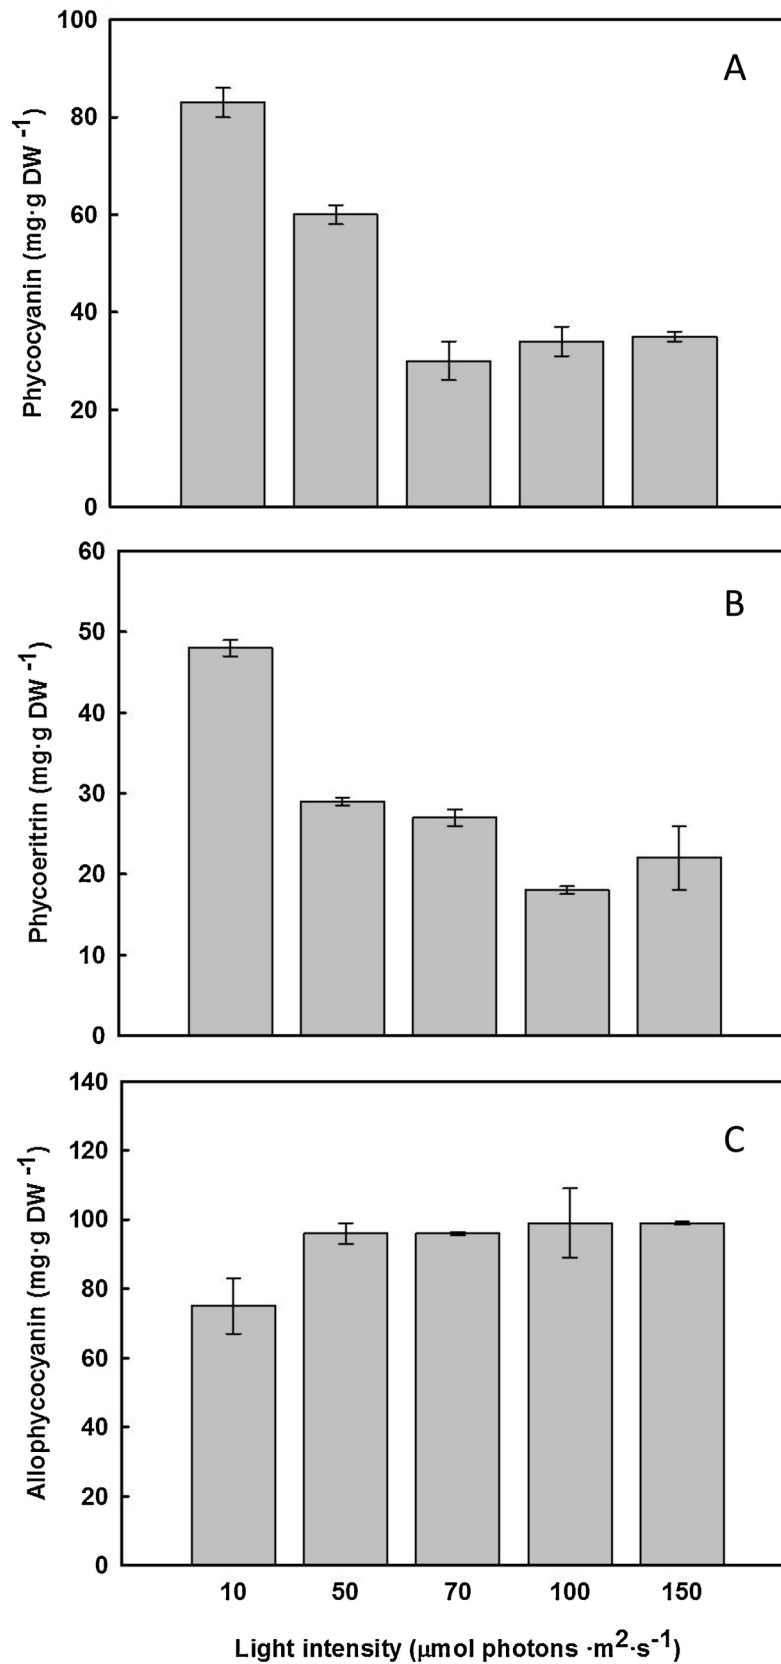 A
Phycocyanin (mg·g DW -1)
100
80
60
40
20
0
B
Phycoeritrin (mg·g DW -1)
60
50
40
30
20
10
0
C
Allophycocyanin (mg·g DW -1)
140
120
100
80
60
40
20
0
10 50 70 100 150
Light intensity (µmol photons ·m2·s-1)